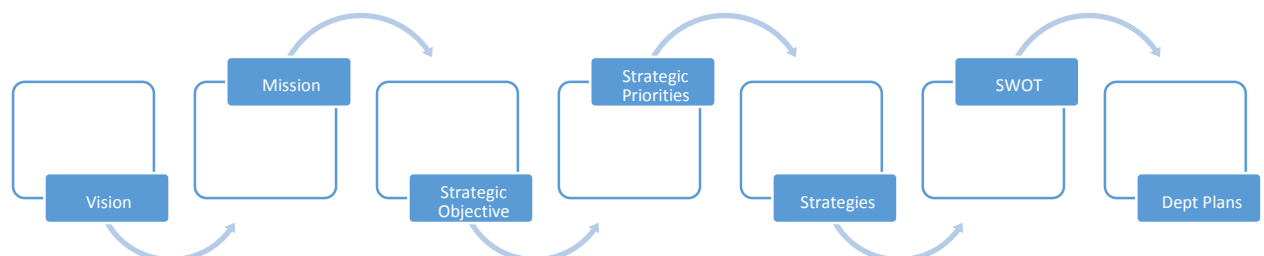 Vision
Mission
Strategic
Objective
Strategic
Priorities
Strategies
SWOT
Dept Plans